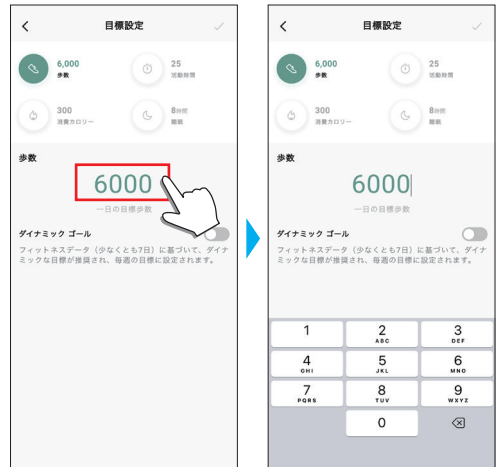 目標設定
6,000
歩数
25
活動時間
300
消費カロリー
8時間
睡眠
歩数
6000
一日の目標歩数
ダイナミック ゴール
フィットネスデータ（少なくとも7日）に基づいて、ダイナ
ミックな目標が推奨され、毎週の目標に設定されます。
目標設定
6,000
歩数
25
活動時間
300
消費カロリー
8時間
睡眠
歩数
6000
一日の目標歩数
ダイナミック ゴール
フィットネスデータ（少なくとも7日）に基づいて、ダイナ
ミックな目標が推奨され、毎週の目標に設定されます。
1 2 3
ABC DEF
4 5 6
GHI JKL MNO
7 8 9
PQRS TUV WXYZ
0